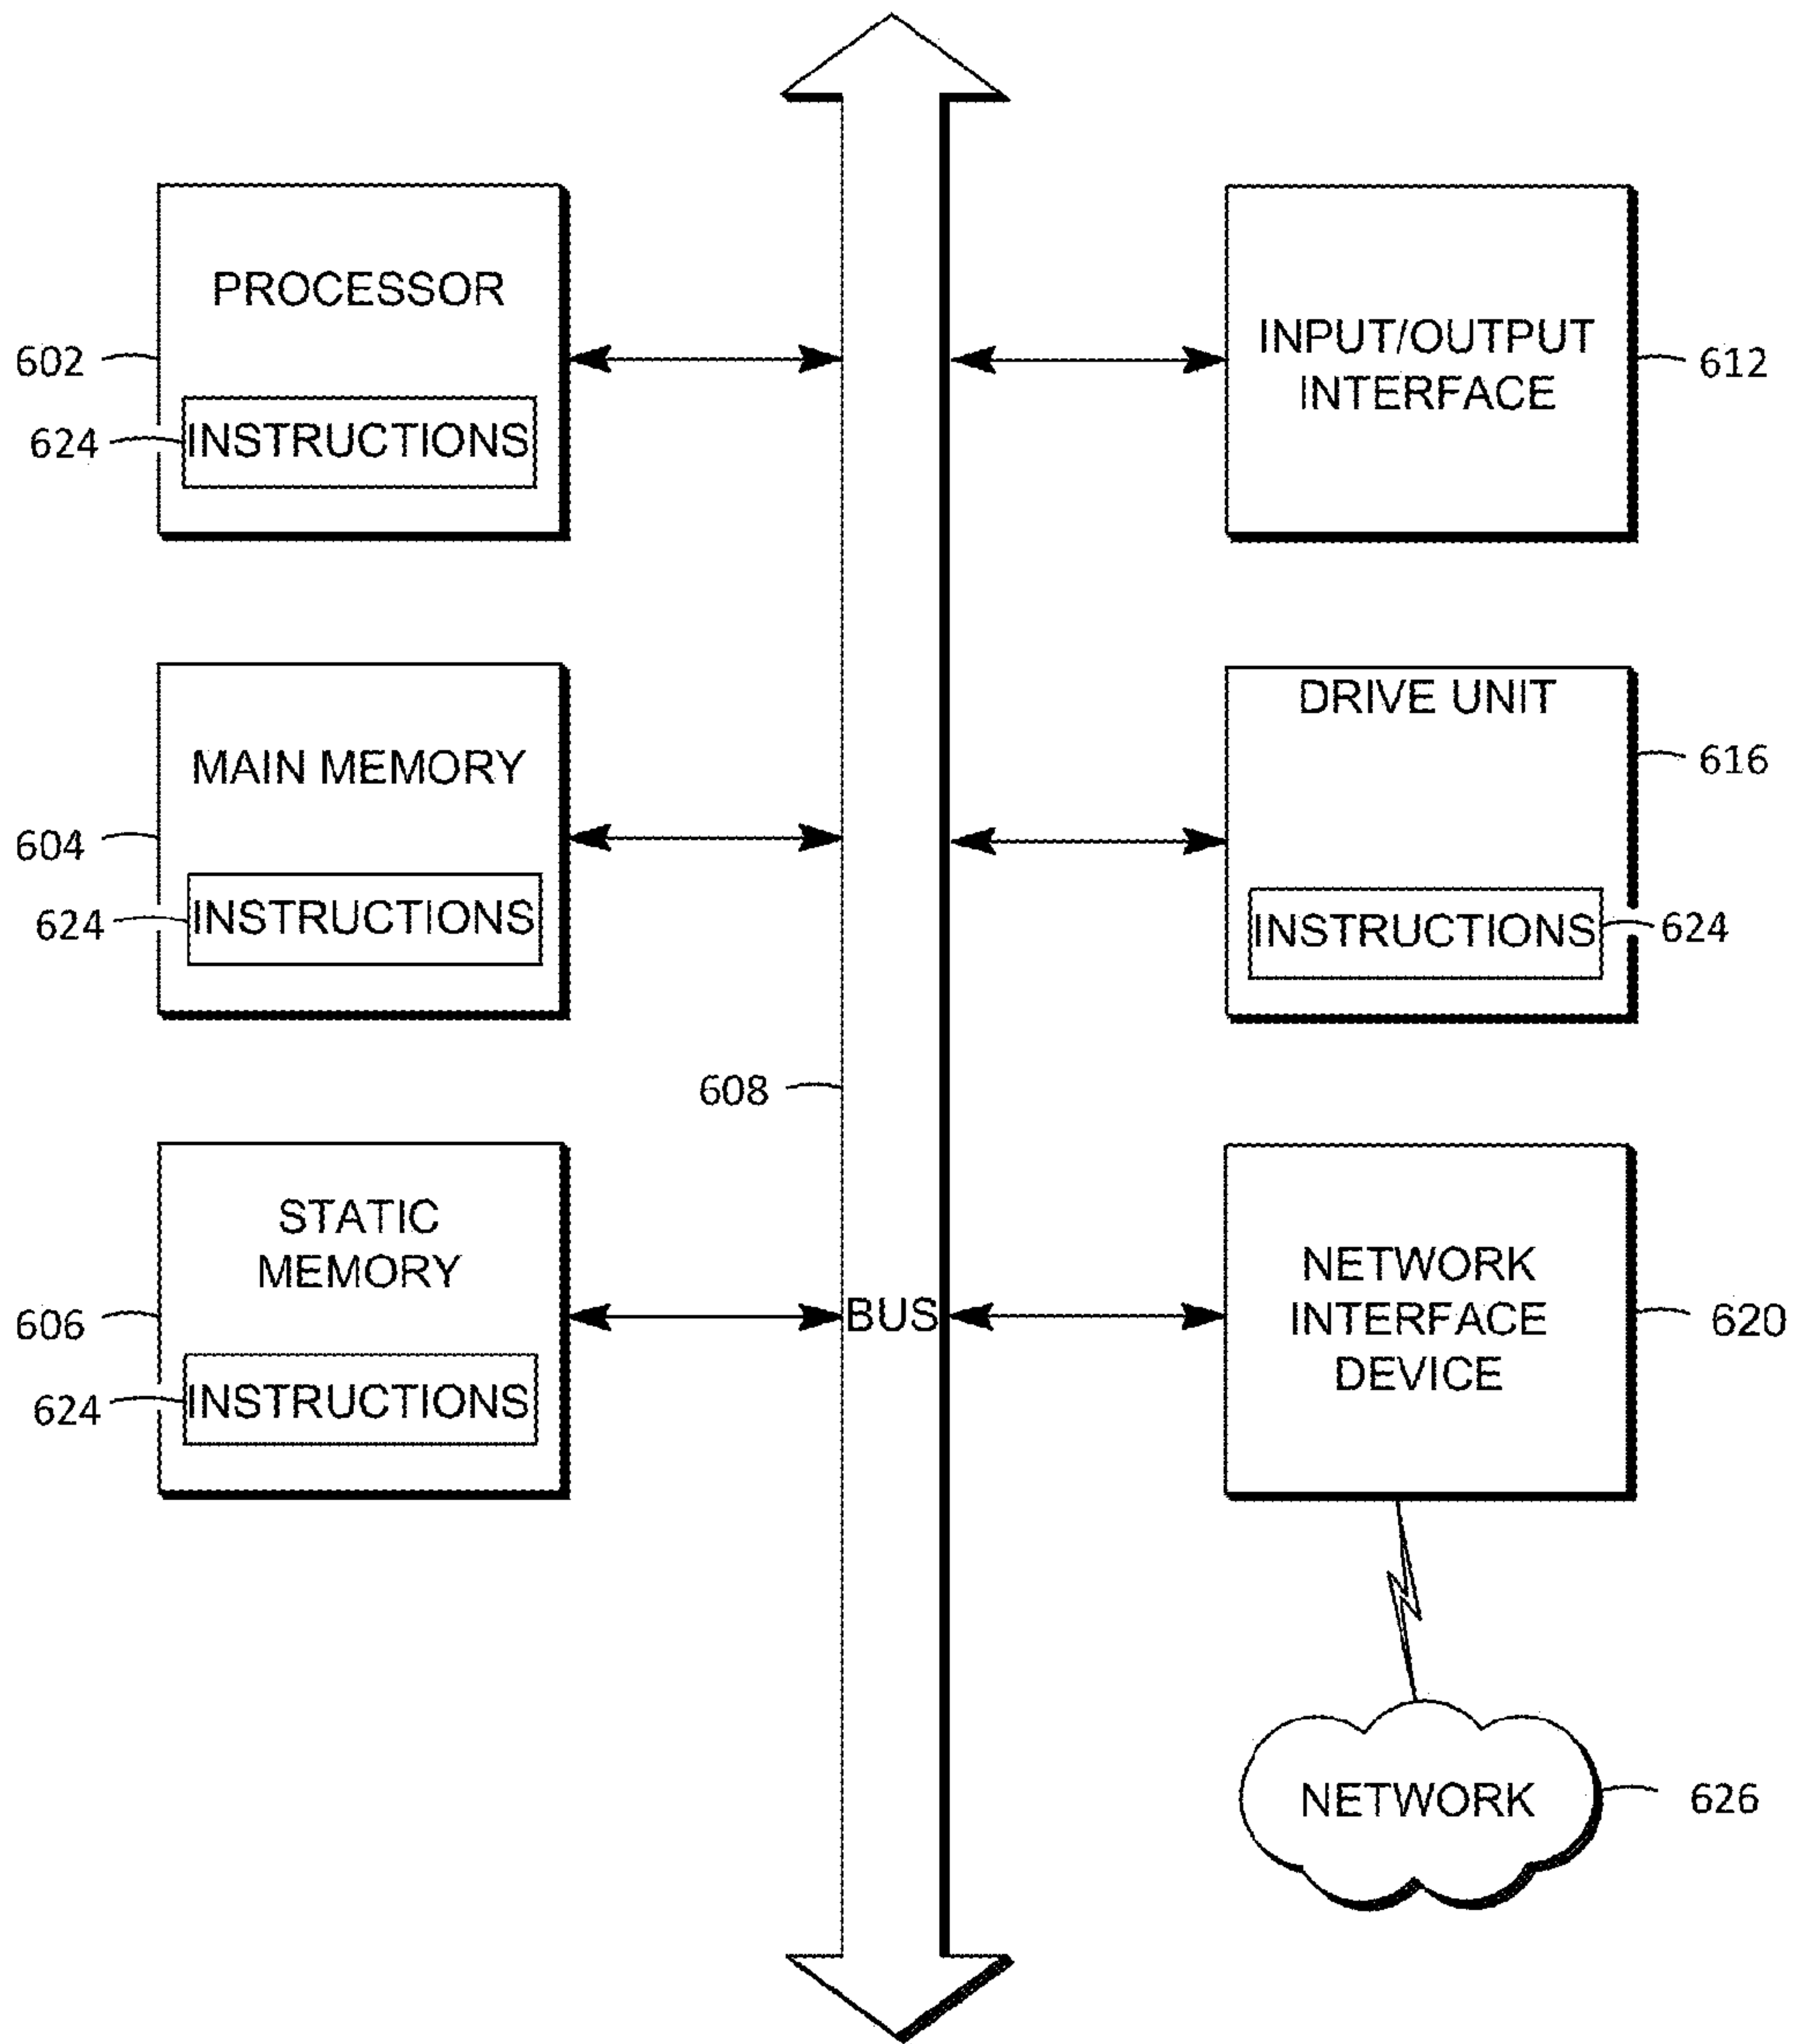 PROCESSOR
602
624
INSTRUCTIONS
INPUT/OUTPUT
INTERFACE
612
MAIN MEMORY
604
624
INSTRUCTIONS
DRIVE UNIT
616
INSTRUCTIONS
624
608
BUS
STATIC
MEMORY
606
624
INSTRUCTIONS
NETWORK
INTERFACE
DEVICE
620
NETWORK
626